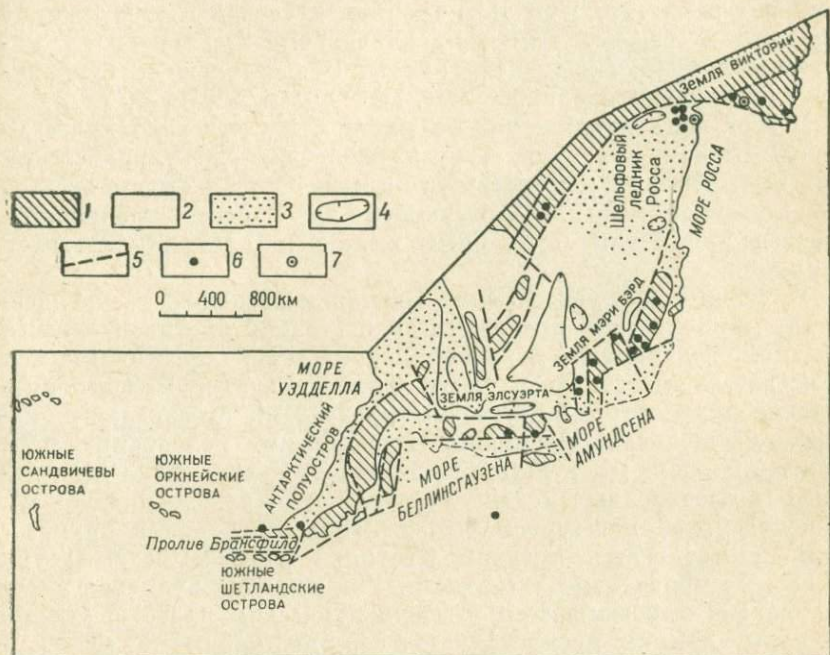 ЗЕМЛЯ ВИКТОРИИ
Шельфовый
ледник
Росса
МОРЕ РОССА
1
2
3
4
5
6
7
0 400 800км
ЗЕМЛЯ МЭРИ БЭРД
МОРЕ
УЭДДЕЛЛА
ЗЕМЛЯ ЭЛСУЭРТА
АНТАРКТИЧЕСКИЙ
ПОЛУОСТРОВ
МОРЕ
АМУНДСЕНА
МОРЕ
БЕЛЛИНСГАУЗЕНА
ЮЖНЫЕ
САНДВИЧЕВЫ
ОСТРОВА
ЮЖНЫЕ
ОРКНЕЙСКИЕ
ОСТРОВА
Пролив Брансфилд
ЮЖНЫЕ
ШЕТЛАНДСКИЕ
ОСТРОВА